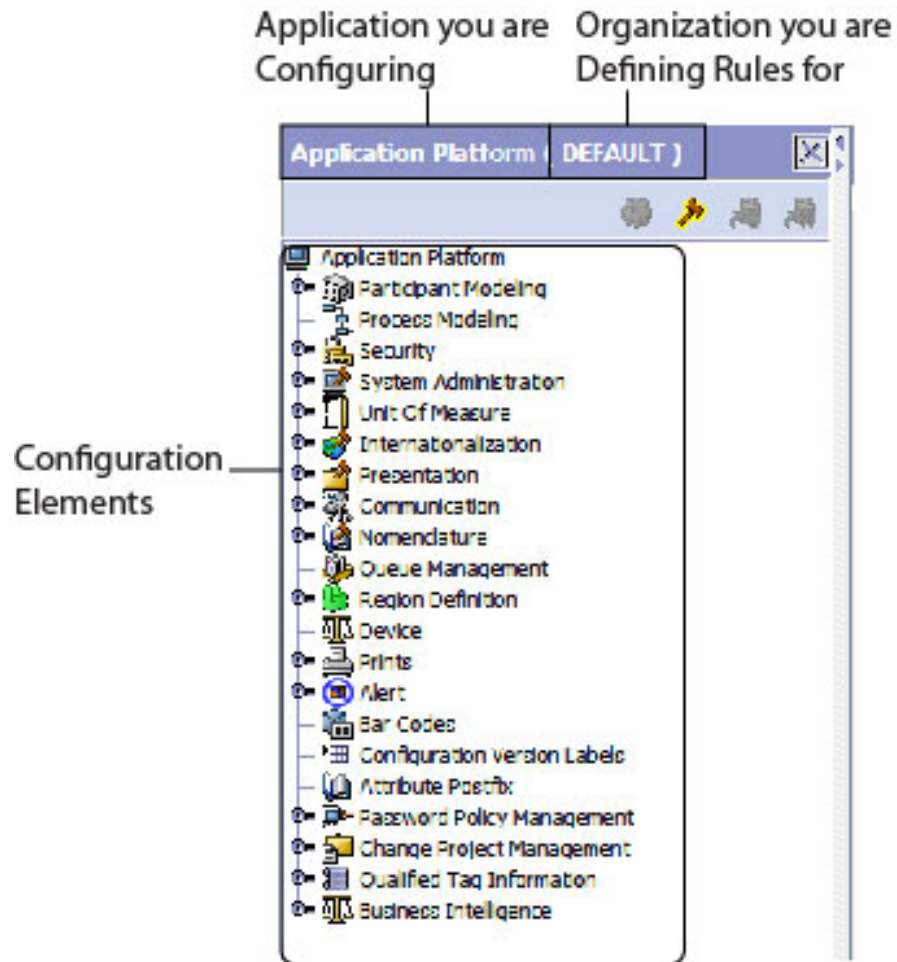 Application you are
Configuring
Organization you are
Defining Rules for
Application Platform ( DEFAULT )
Application Platform
Participant Modeling
Process Modeling
Security
System Administration
Unit Of Measure
Internationalization
Presentation
Communication
Nomenclature
Queue Management
Region Definition
Device
Prints
Alert
Bar Codes
Configuration Version Labels
Attribute Postfix
Password Policy Management
Change Project Management
Qualified Tag Information
Business Intelligence
Configuration
Elements